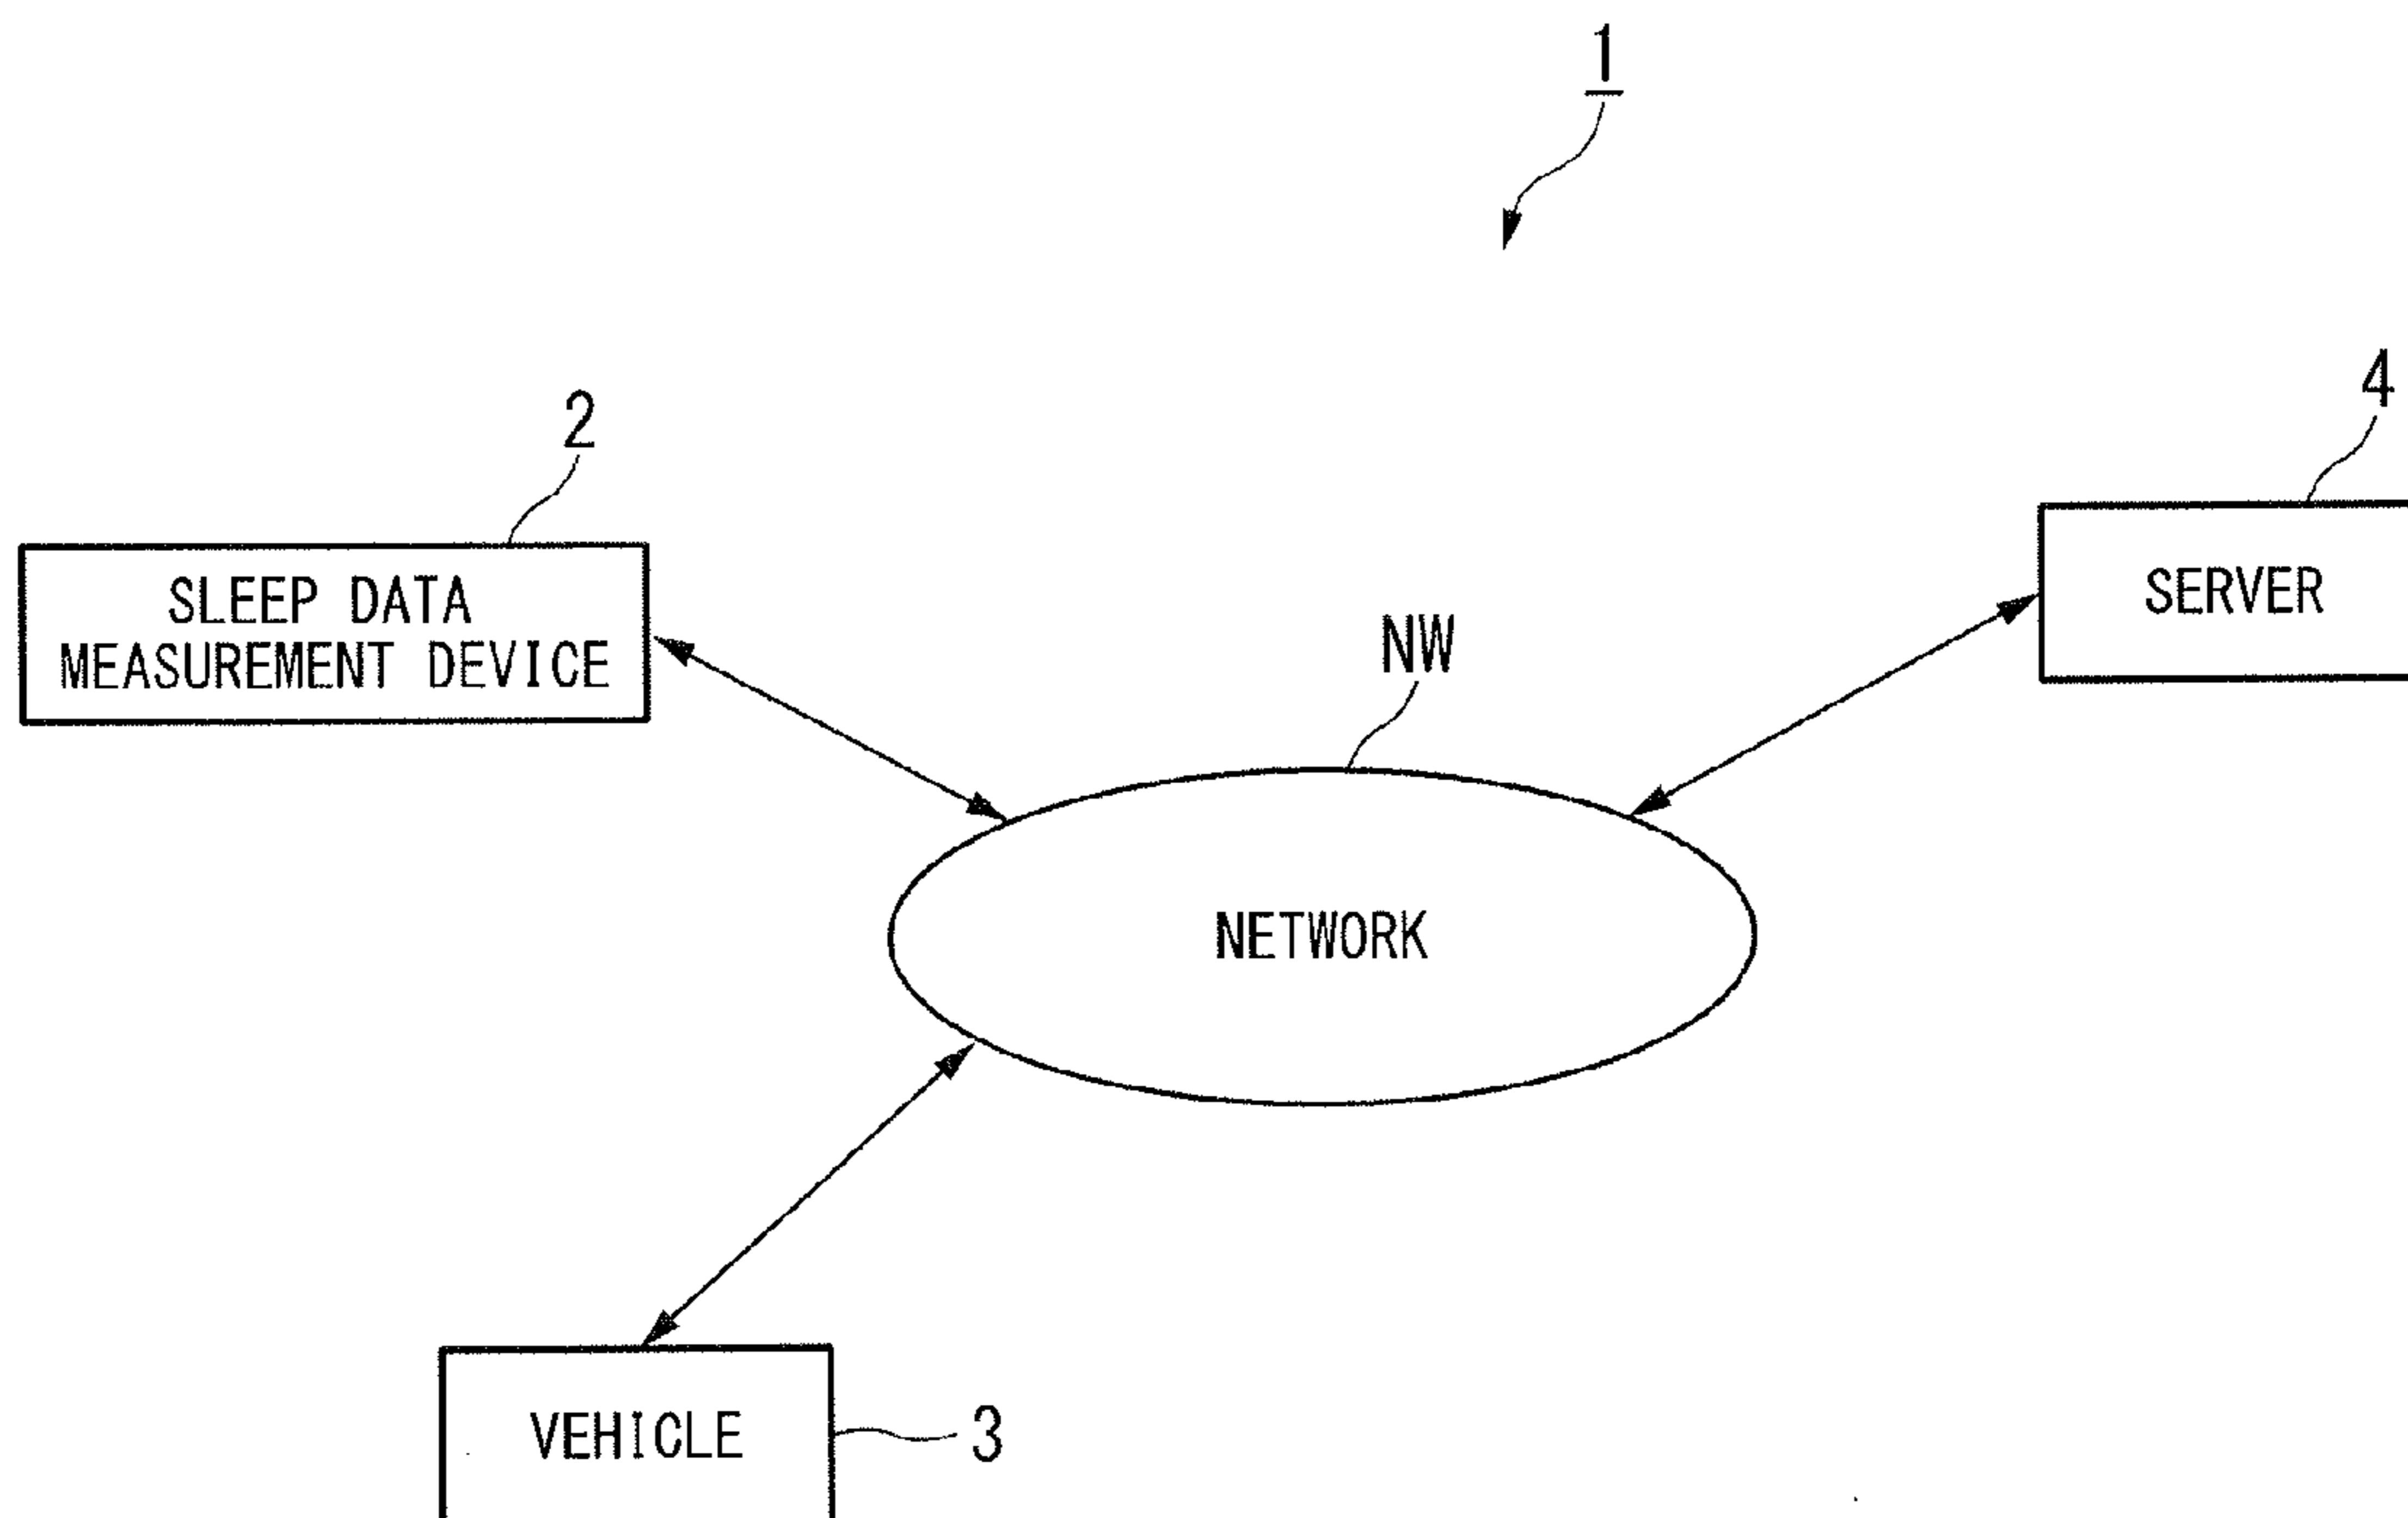 1
4
2
SLEEP DATA
MEASUREMENT DEVICE
SERVER
NW
NETWORK
VEHICLE
3